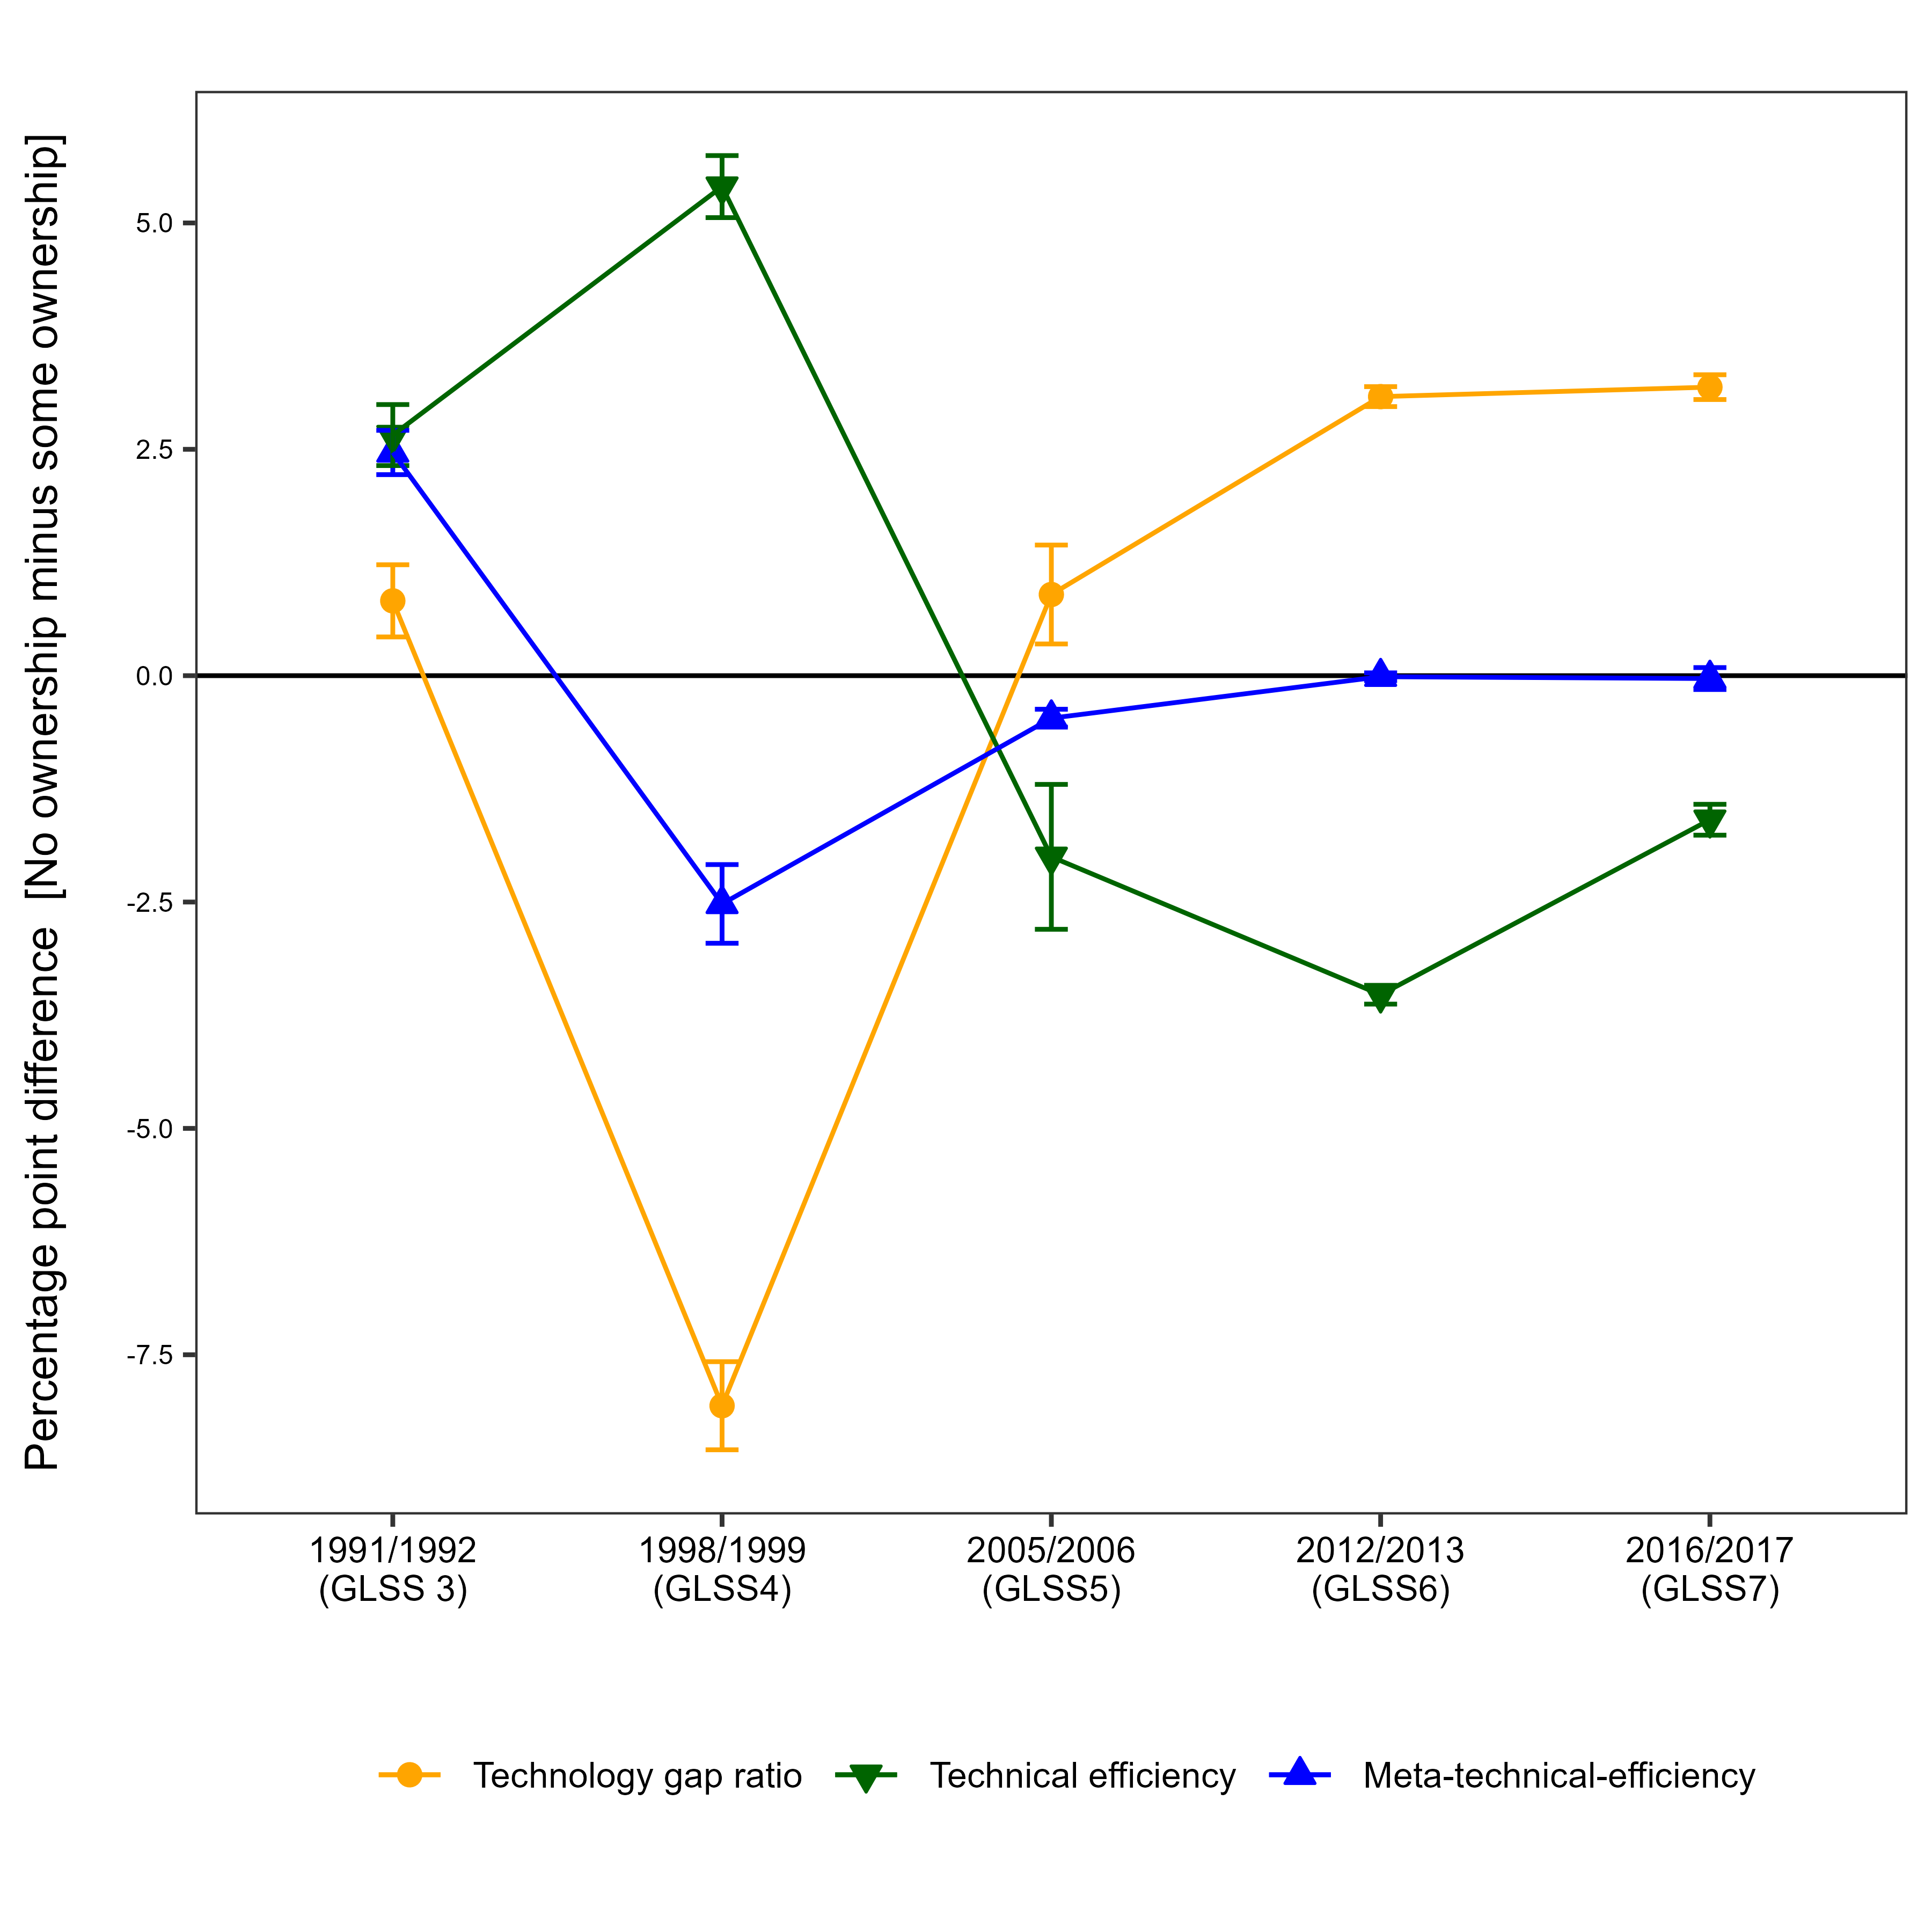 Percentage point difference  [No ownership minus some ownership]
5.0
2.5
0.0
-2.5
-5.0
-7.5
1991/1992
(GLSS 3)
1998/1999
(GLSS4)
2005/2006
(GLSS5)
2012/2013
(GLSS6)
2016/2017
(GLSS7)
Technology gap ratio
Technical efficiency
Meta-technical-efficiency